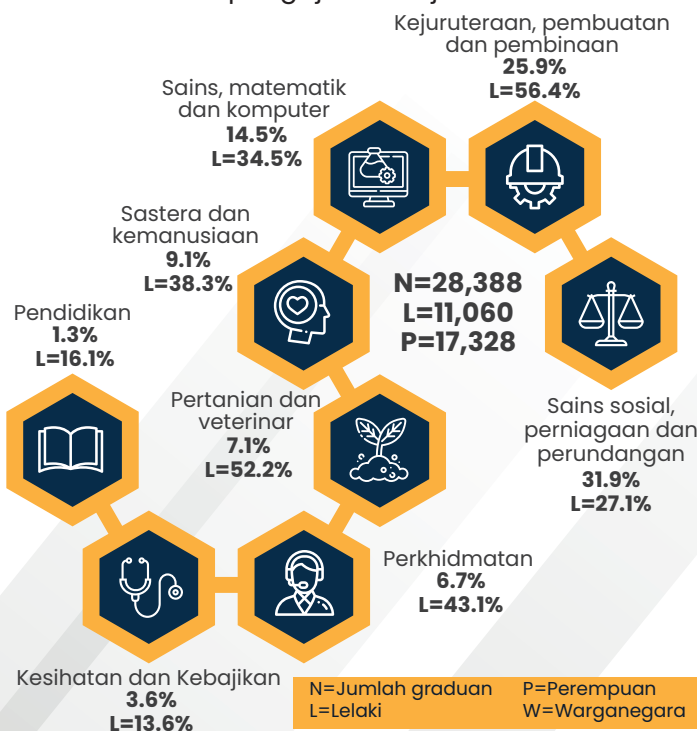 Kejuruteraan, pembuatan
dan pembinaan
25.9%
L=56.4%
Sains, matematik
dan komputer
14.5%
L=34.5%
Sastera dan
kemanusiaan
9.1%
L=38.3%
N=28,388
L=11,060
P=17,328
Pendidikan
1.3%
L=16.1%
Pertanian dan
veterinar
7.1%
L=52.2%
Sains sosial,
perniagaan dan
perundangan
31.9%
L=27.1%
Perkhidmatan
6.7%
L=43.1%
Kesihatan dan Kebajikan
3.6%
L=13.6%
N=Jumlah graduan P=Perempuan
L=Lelaki W=Warganegara